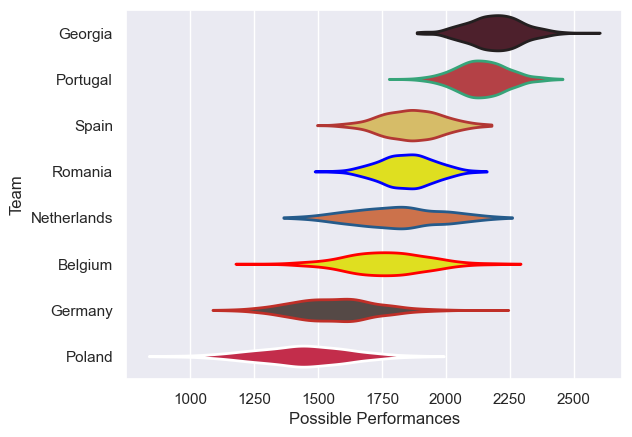 Georgia
Portugal
Spain
Romania
Netherlands
Belgium
Germany
Poland
Team
1000 1250 1500 1750 2000 2250 2500
Possible Performances